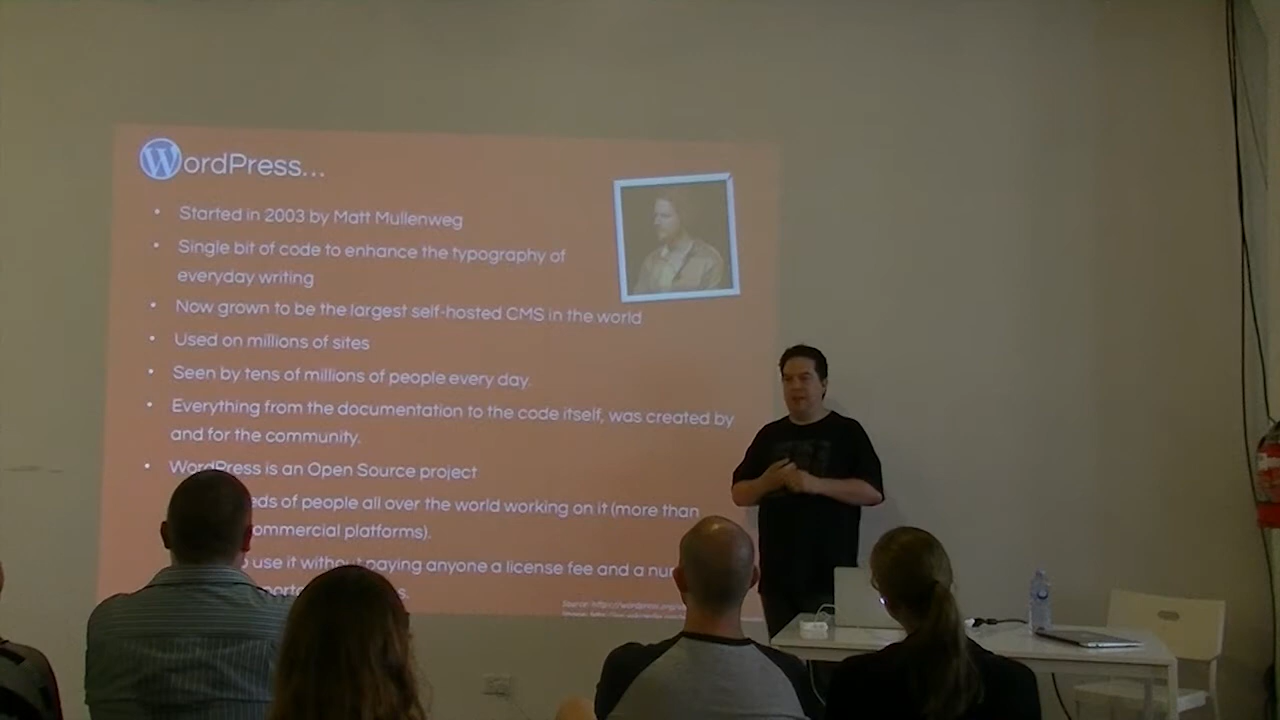 WordPress...
• Started in 2003 by Matt Mullenweg
• Single bit of code to enhance the typography of
everyday writing
• Now grown to be the largest self-hosted CMS in the world
• Used on millions of sites
• Seen by tens of millions of people every day.
• Everything from the documentation to the code itself, was created by
and for the community.
• WordPress is an Open Source project
of people all over the world working on it (more than
commercial platforms).
use it without paying anyone a license fee and a
Source: